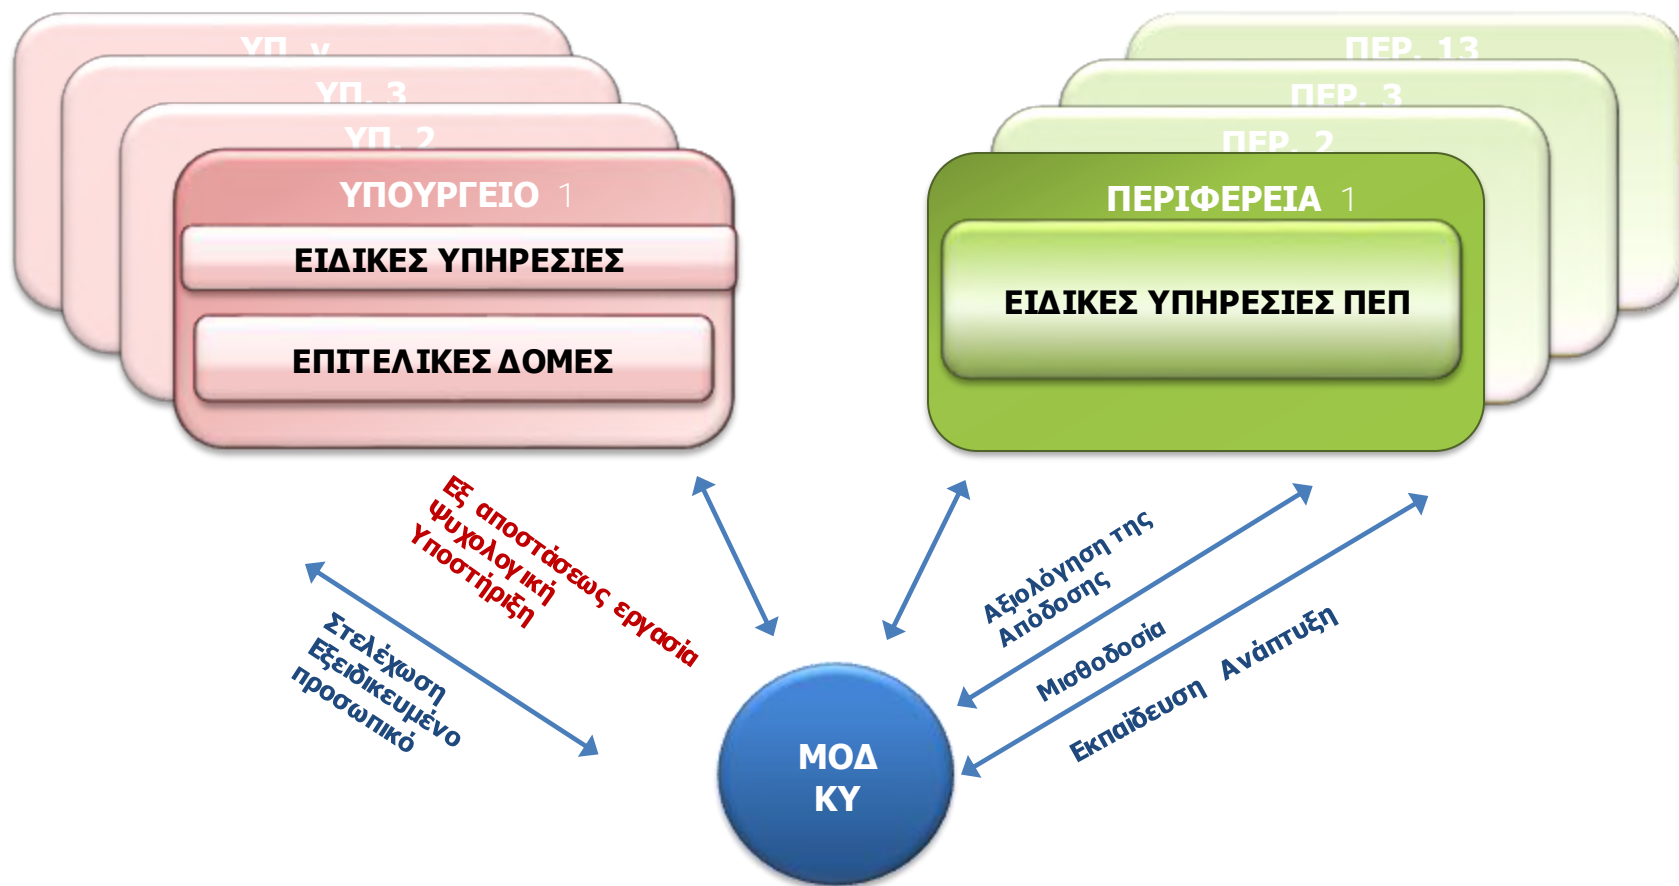 ΥΠ. ν
ΥΠ. 3
ΥΠ. 2
ΥΠΟΥΡΓΕΙΟ 1
ΕΙΔΙΚΕΣ ΥΠΗΡΕΣΙΕΣ
ΕΠΙΤΕΛΙΚΕΣ ΔΟΜΕΣ
ΠΕΡ. 13
ΠΕΡ. 3
ΠΕΡ. 2
ΠΕΡΙΦΕΡΕΙΑ 1
ΕΙΔΙΚΕΣ ΥΠΗΡΕΣΙΕΣ ΠΕΠ
Εξ αποστάσεως εργασία
Ψυχολογική
Υποστήριξη
Στελέχωση
Εξειδικευμένο
προσωπικό
Αξιολόγηση της
Απόδοσης
Μισθοδοσία
Εκπαίδευση Ανάπτυξη
ΜΟΔ
ΚΥ